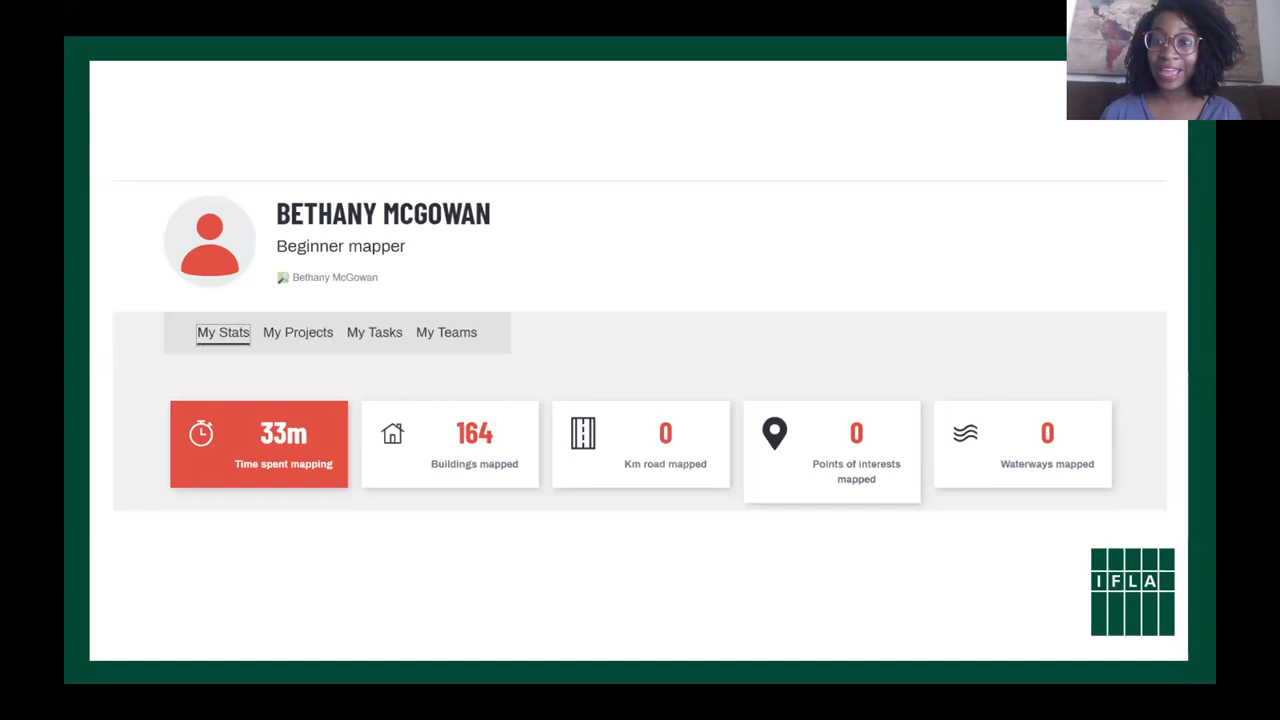 BETHANY MCGOWAN
Beginner mapper
Bethany McGowan
My Stats My Projects My Tasks My Teams
33m
Time spent mapping
164
Buildings mapped
0
Km road mapped
0
Points of interests
mapped
0
Waterways mapped
IFLA